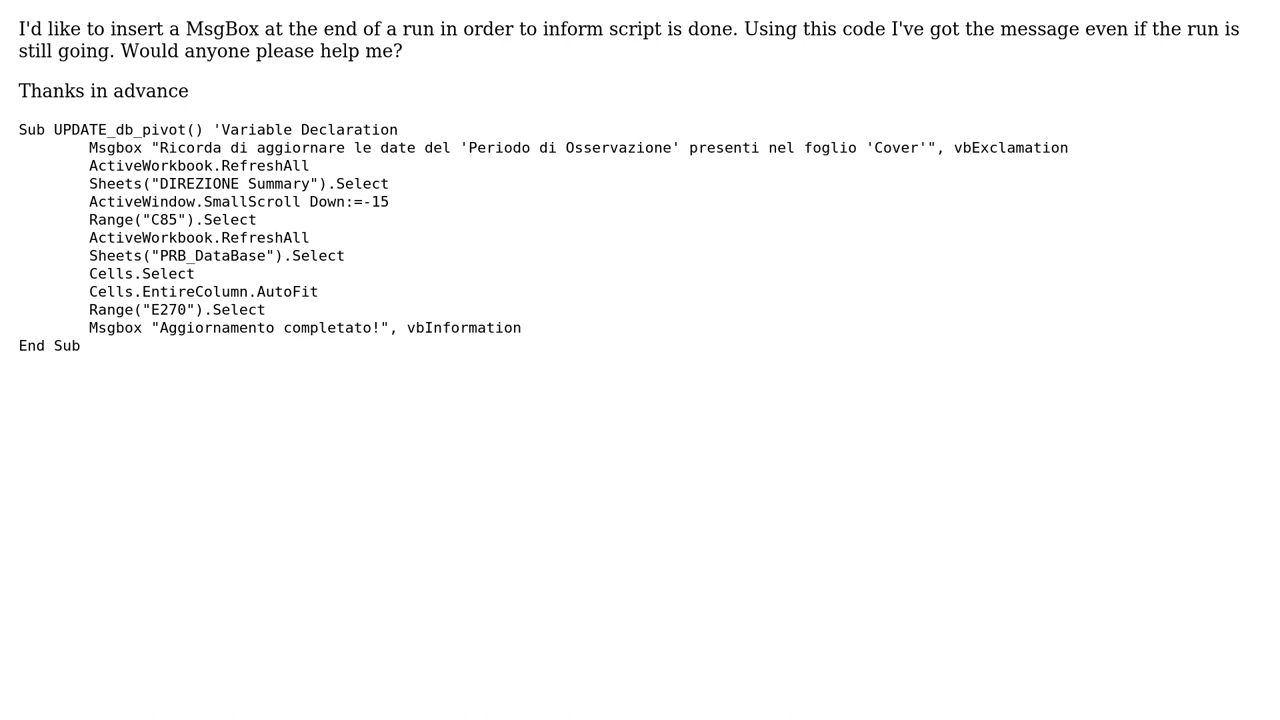 I'd like to insert a MsgBox at the end of a run in order to inform script is done. Using this code I've got the message even if the run is
still going. Would anyone please help me?
Thanks in advance
Sub UPDATE_db_pivot() 'Variable Declaration
        Msgbox "Ricorda di aggiornare le date del 'Periodo di Osservazione' presenti nel foglio 'Cover'", vbExclamation
        ActiveWorkbook.RefreshAll
        Sheets("DIREZIONE Summary").Select
        ActiveWindow.SmallScroll Down:=-15
        Range("C85").Select
        ActiveWorkbook.RefreshAll
        Sheets("PRB_DataBase").Select
        Cells.Select
        Cells.EntireColumn.AutoFit
        Range("E270").Select
        Msgbox "Aggiornamento completato!", vbInformation
End Sub